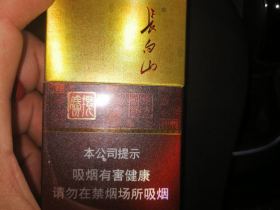 長白山
本公司提示
吸烟有害健康
请勿在禁烟场所吸烟